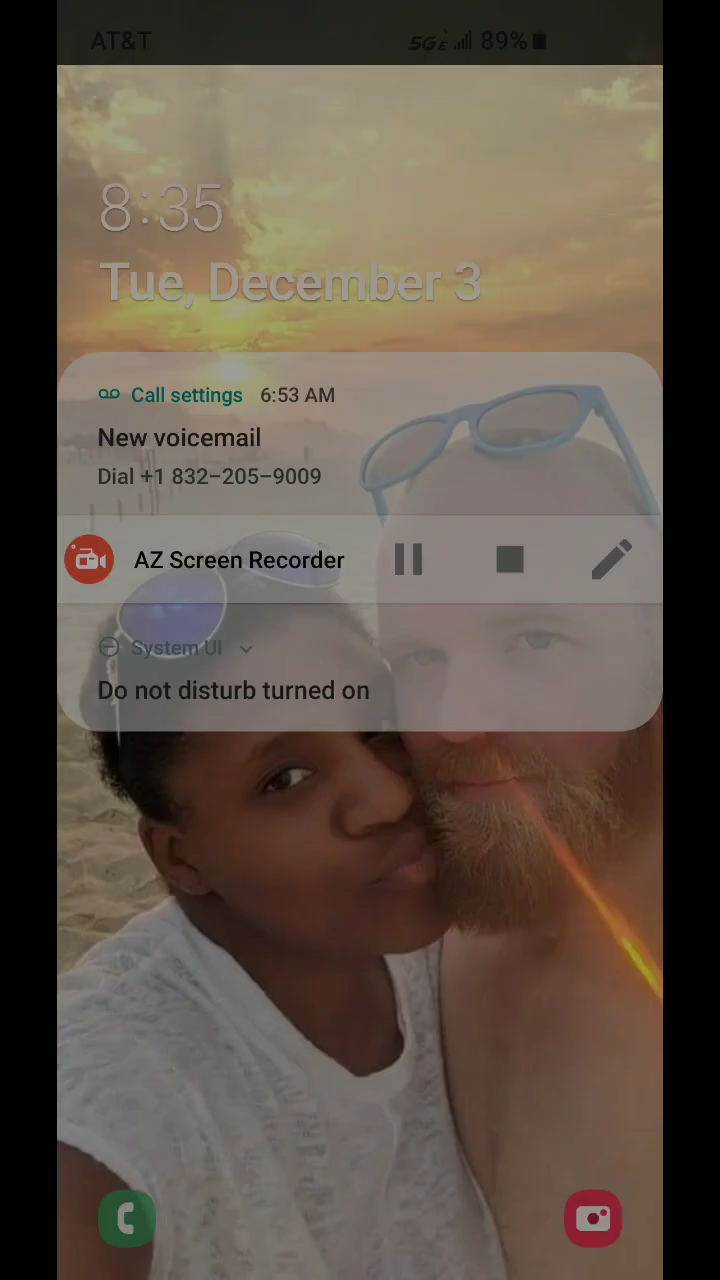 AT&T
5GE 89%
8:35
Tue, December 3
Call settings 6:53 AM
New voicemail
Dial +1 832-205-9009
AZ Screen Recorder
System UI
Do not disturb turned on